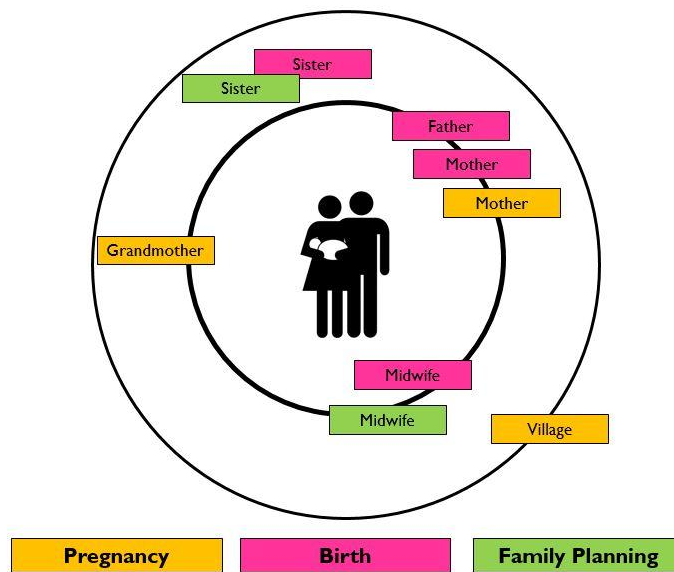 Sister
Sister
Father
Mother
Mother
Grandmother
Midwife
Midwife
Village
Pregnancy
Birth
Family Planning